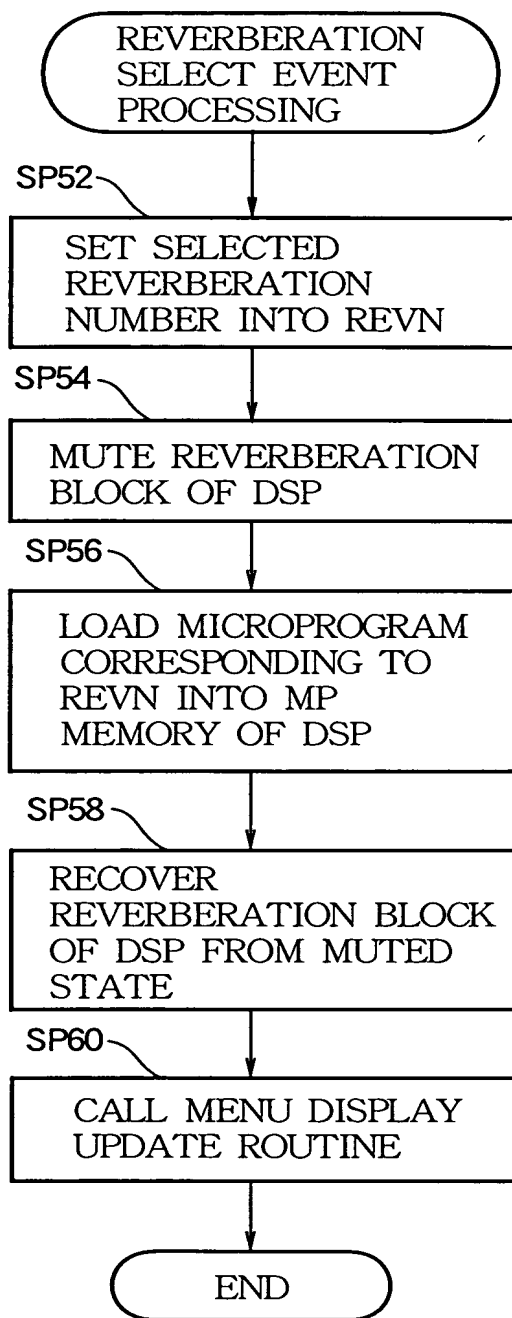 REVERBERATION
SELECT EVENT
PROCESSING
SP52
SET SELECTED
REVERBERATION
NUMBER INTO REVN
SP54
MUTE REVERBERATION
BLOCK OF DSP
SP56
LOAD MICROPROGRAM
CORRESPONDING TO
REVN INTO MP
MEMORY OF DSP
SP58
RECOVER
REVERBERATION BLOCK
OF DSP FROM MUTED
STATE
SP60
CALL MENU DISPLAY
UPDATE ROUTINE
END